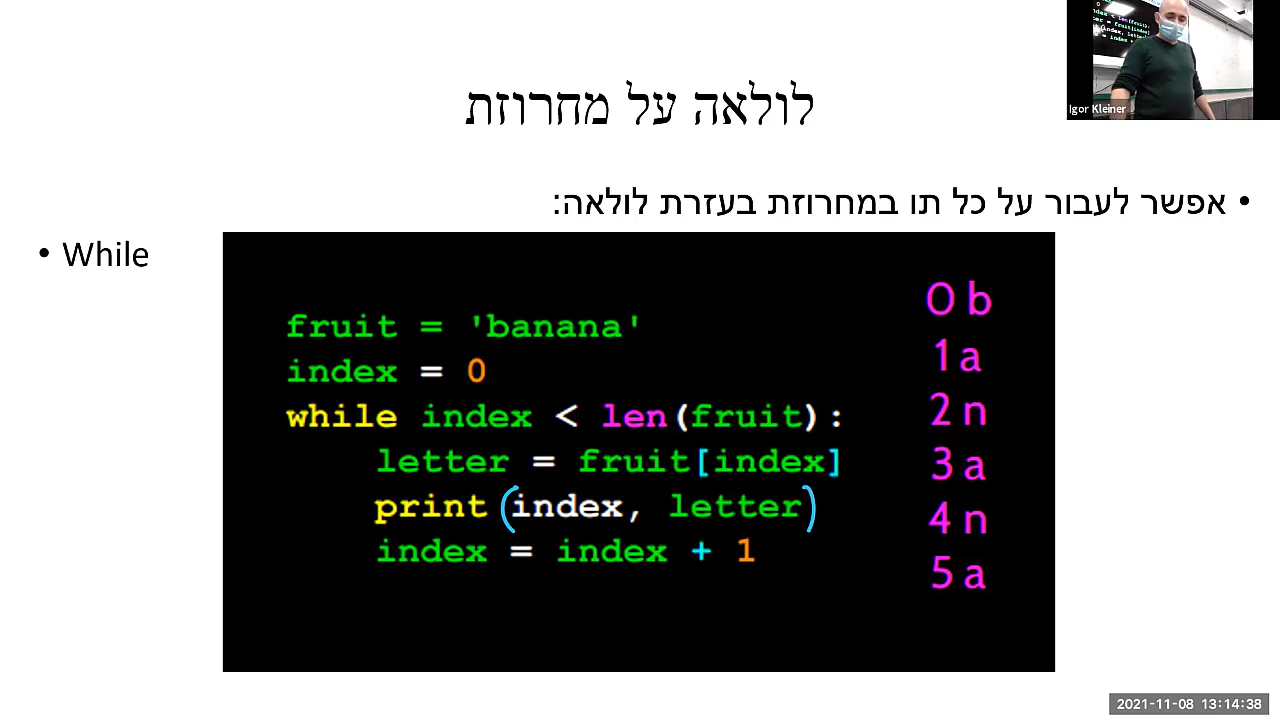 לולאה על מחרוזת
• אפשר לעבור על כל תו במחרוזת בעזרת לולאה:
• While
fruit = 'banana'
index = 0
while index < len(fruit):
    letter = fruit[index]
    print (index, letter)
    index = index + 1
0 b
1 a
2 n
3 a
4 n
5 a
Igor Kleiner
2021-11-08 13:14:38